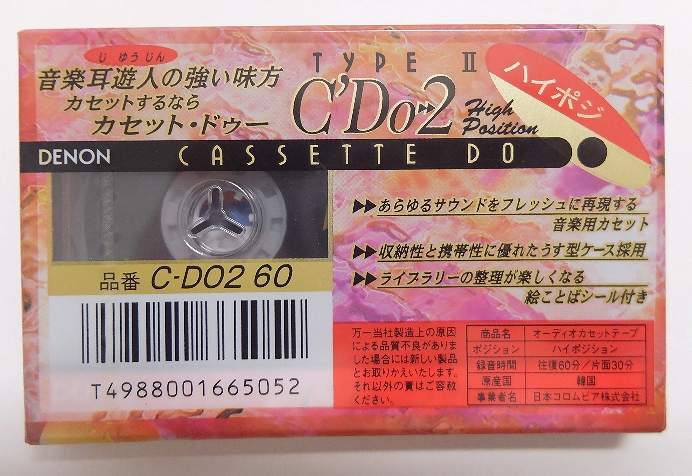 じ ゆうじん
音楽耳遊人の強い味方
カセットするなら
カセット・ドゥー
TYPE II
C'Do▸▸2
High
Position
ハイポジ
DENON
CASSETTE DO
▶▶あらゆるサウンドをフレッシュに再現する
音楽用カセット
▶▶収納性と携帯性に優れたうす型ケース採用
▶▶ライブラリーの整理が楽しくなる
絵ことばシール付き
品番 C-DO2 60
T4988001665052
万一当社製造上の原因
による品質不良がありま
した場合には新しい製品
とお取りかえいたします。
それ以外の責はご容赦
ください。
商品名 オーディオカセットテープ
ポジション ハイポジション
録音時間 往復60分/片面30分
原産国 韓国
事業者名 日本コロムビア株式会社